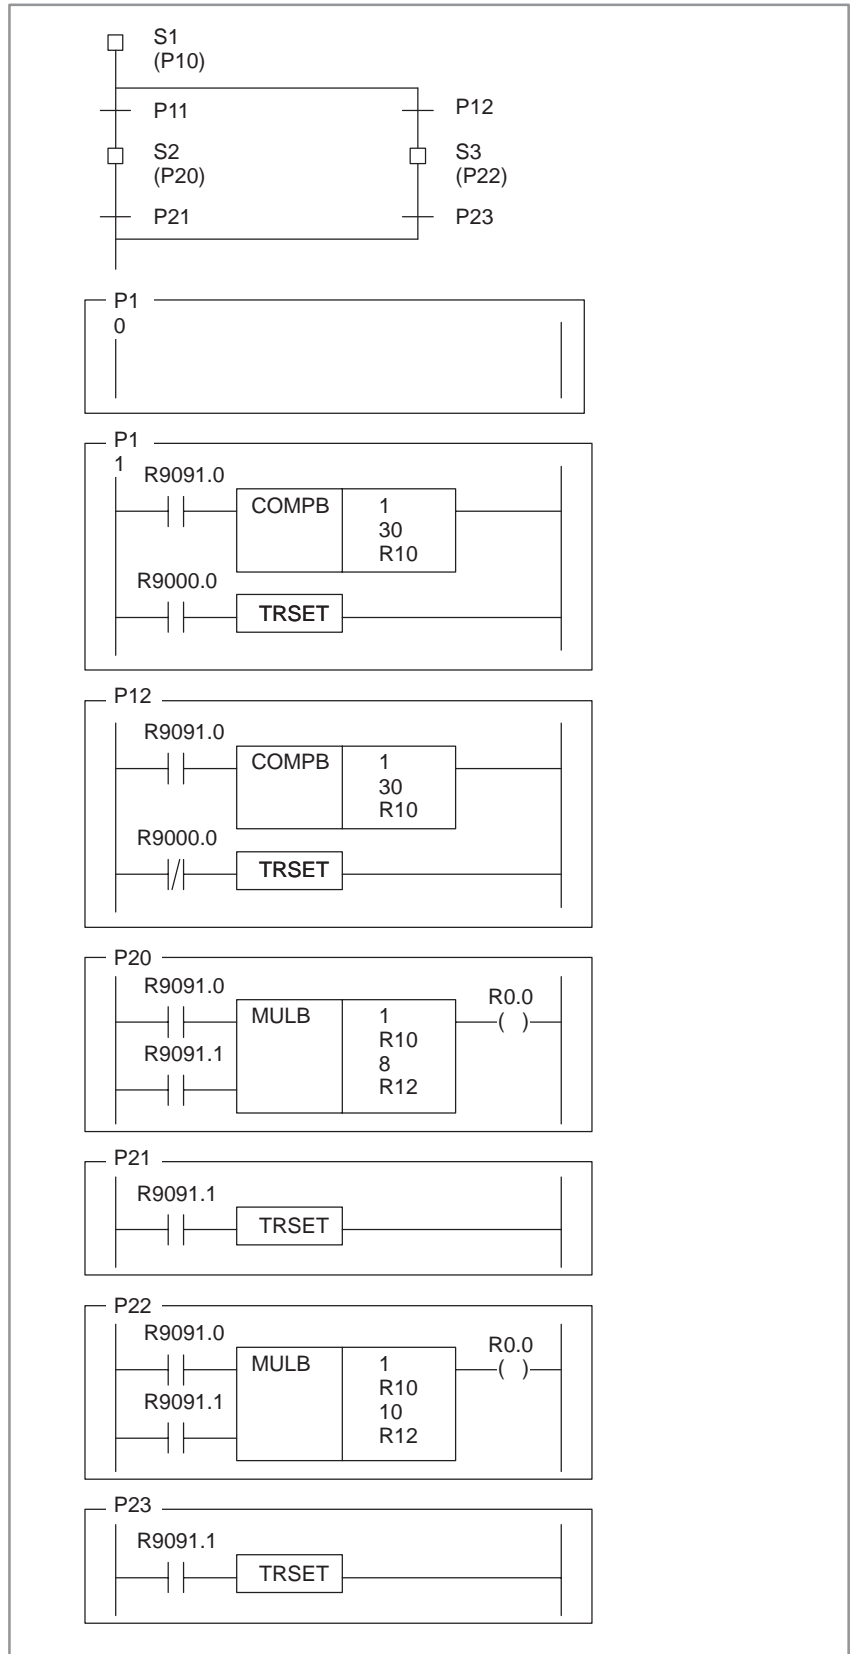 S1
(P10)
P11
P12
S2
(P20)
S3
(P22)
P21
P23
P1
0
P1
1
R9091.0
COMPB
1
30
R10
R9000.0
TRSET
P12
R9091.0
COMPB
1
30
R10
R9000.0
TRSET
P20
R9091.0
MULB
1
R10
8
R12
R0.0
( )
R9091.1
P21
R9091.1
TRSET
P22
R9091.0
MULB
1
R10
10
R12
R0.0
( )
R9091.1
P23
R9091.1
TRSET